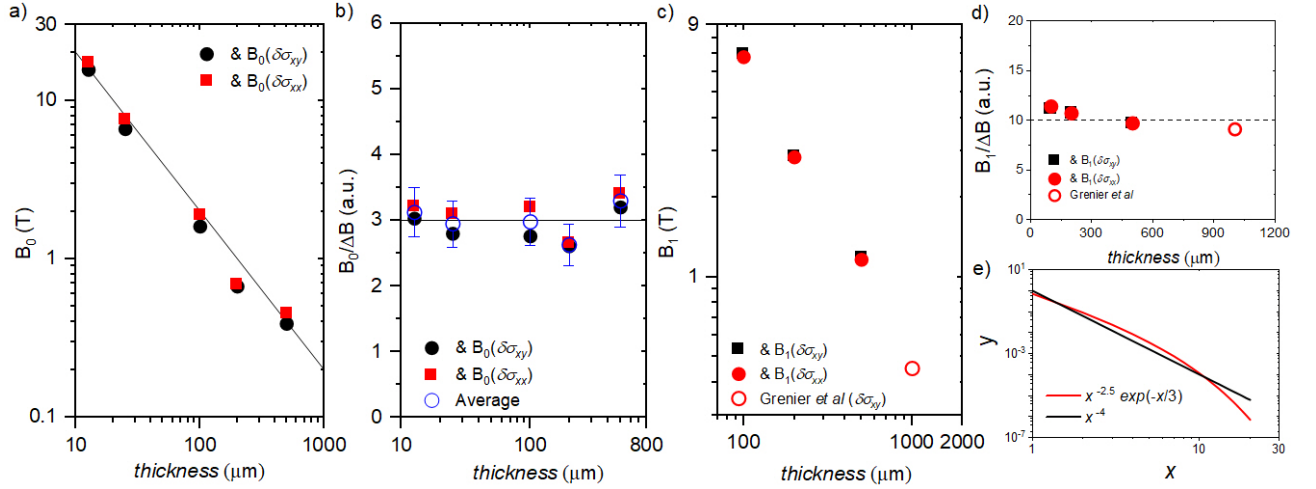 a)
30
10
1
0.1
B₀ (T)
& B₀(δσxy)
& B₀(δσxx)
10
100
1000
thickness (μm)
b)
6
5
4
3
2
1
0
B₀/ΔB (a.u.)
& B₀(δσxy)
& B₀(δσxx)
Average
10
100
800
thickness (μm)
c)
9
1
B₁ (T)
& B₁(δσxy)
& B₁(δσxx)
Grenier et al (δσxy)
100
1000 2000
thickness (μm)
d)
20
15
10
5
0
B₁/ΔB (a.u.)
& B₁(δσxy)
& B₁(δσxx)
Grenier et al
0
300
600
900
1200
thickness (μm)
e)
10¹
10⁻¹
10⁻³
10⁻⁵
10⁻⁷
y
x⁻²·⁵ exp(-x/3)
x⁻⁴
1
10
30
x